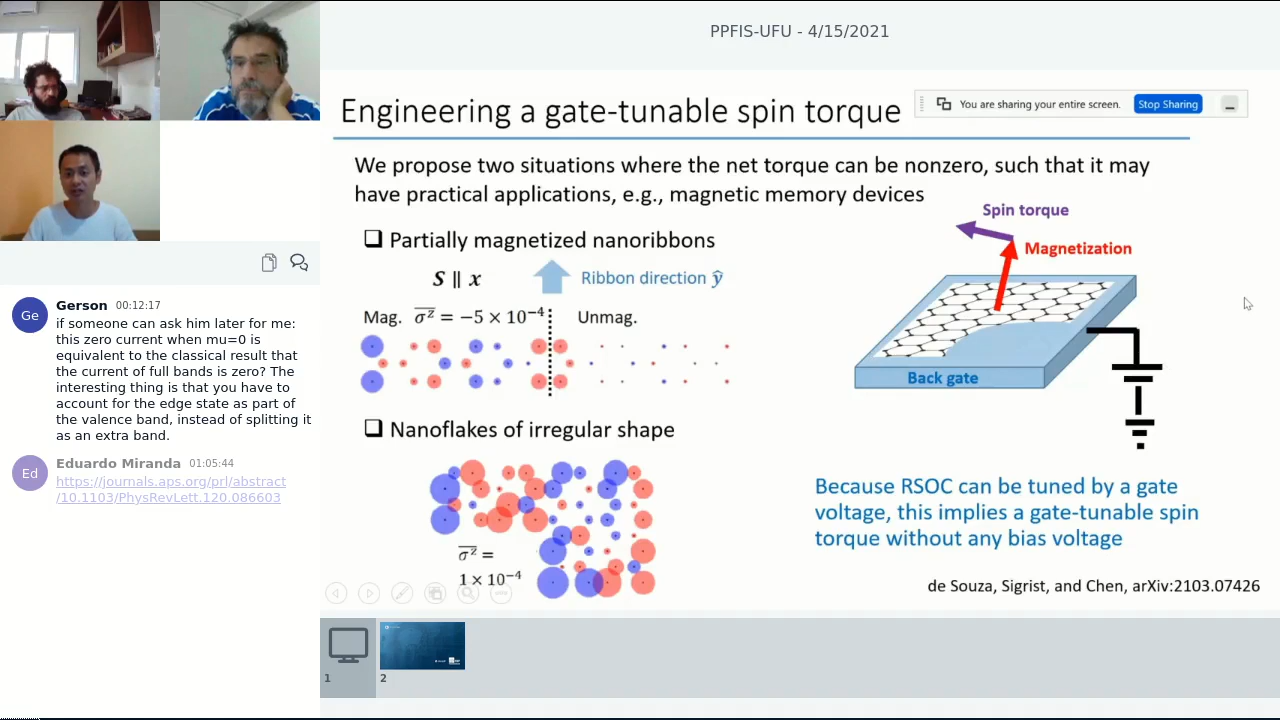 PPFIS-UFU - 4/15/2021
Engineering a gate-tunable spin torque
You are sharing your entire screen.
Stop Sharing
We propose two situations where the net torque can be nonzero, such that it may
have practical applications, e.g., magnetic memory devices
Spin torque
Magnetization
❑ Partially magnetized nanoribbons
S ∥ x
Ribbon direction ŷ
Mag. σ̅ᶻ = −5 × 10⁻⁴
Unmag.
Back gate
❑ Nanoflakes of irregular shape
σ̅ᶻ =
1 × 10⁻⁴
Because RSOC can be tuned by a gate
voltage, this implies a gate-tunable spin
torque without any bias voltage
de Souza, Sigrist, and Chen, arXiv:2103.07426
Ge
Gerson 00:12:17
if someone can ask him later for me:
this zero current when mu=0 is
equivalent to the classical result that
the current of full bands is zero? The
interesting thing is that you have to
account for the edge state as part of
the valence band, instead of splitting it
as an extra band.
Ed
Eduardo Miranda 01:05:44
https://journals.aps.org/prl/abstract
/10.1103/PhysRevLett.120.086603
1
2